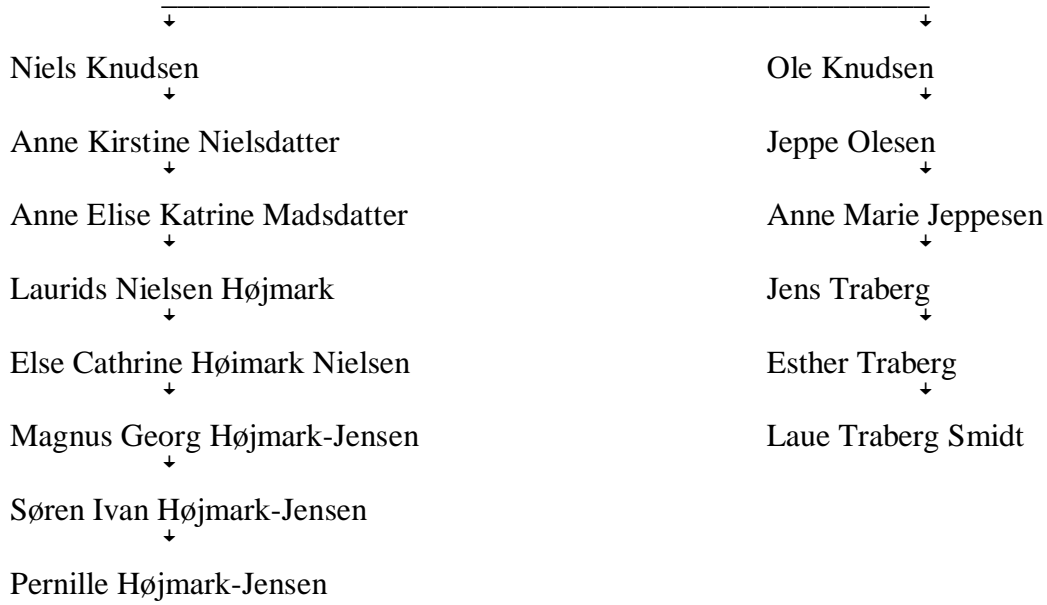 Niels Knudsen Ole Knudsen
Anne Kirstine Nielsdatter Jeppe Olesen
Anne Elise Katrine Madsdatter Anne Marie Jeppesen
Laurids Nielsen Højmark Jens Traberg
Else Cathrine Høimark Nielsen Esther Traberg
Magnus Georg Højmark-Jensen Laue Traberg Smidt
Søren Ivan Højmark-Jensen
Pernille Højmark-Jensen